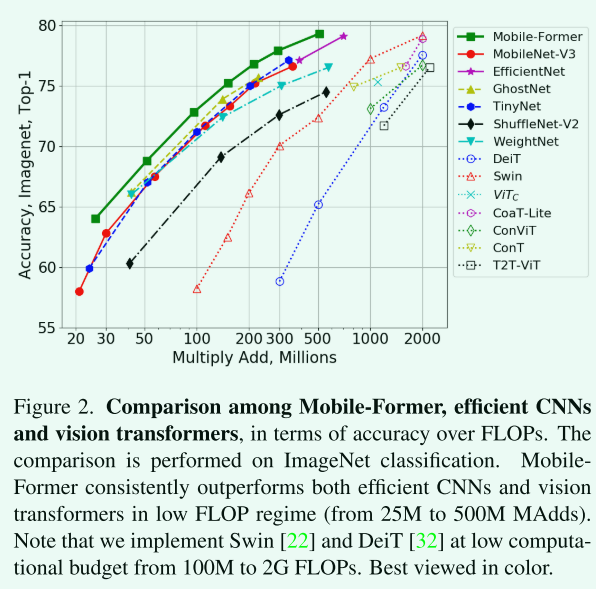 80
75
70
65
60
55
Accuracy, Imagenet, Top-1
20 30 50 100 200 300 500 1000 2000
Multiply Add, Millions
Mobile-Former
MobileNet-V3
EfficientNet
GhostNet
TinyNet
ShuffleNet-V2
WeightNet
DeiT
Swin
ViT_C
CoaT-Lite
ConViT
ConT
T2T-ViT
Figure 2. Comparison among Mobile-Former, efficient CNNs
and vision transformers, in terms of accuracy over FLOPs. The
comparison is performed on ImageNet classification. Mobile-
Former consistently outperforms both efficient CNNs and vision
transformers in low FLOP regime (from 25M to 500M MAdds).
Note that we implement Swin [22] and DeiT [32] at low computa-
tional budget from 100M to 2G FLOPs. Best viewed in color.